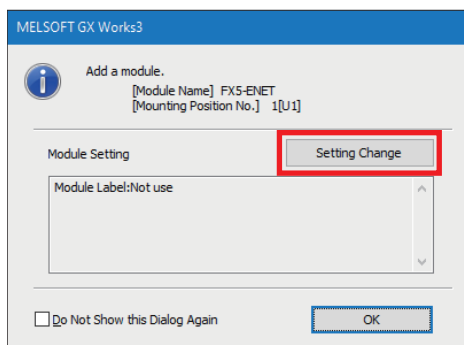 MELSOFT GX Works3
Add a module.
[Module Name] FX5-ENET
[Mounting Position No.] 1[U1]
Module Setting
Setting Change
Module Label:Not use
Do Not Show this Dialog Again
OK